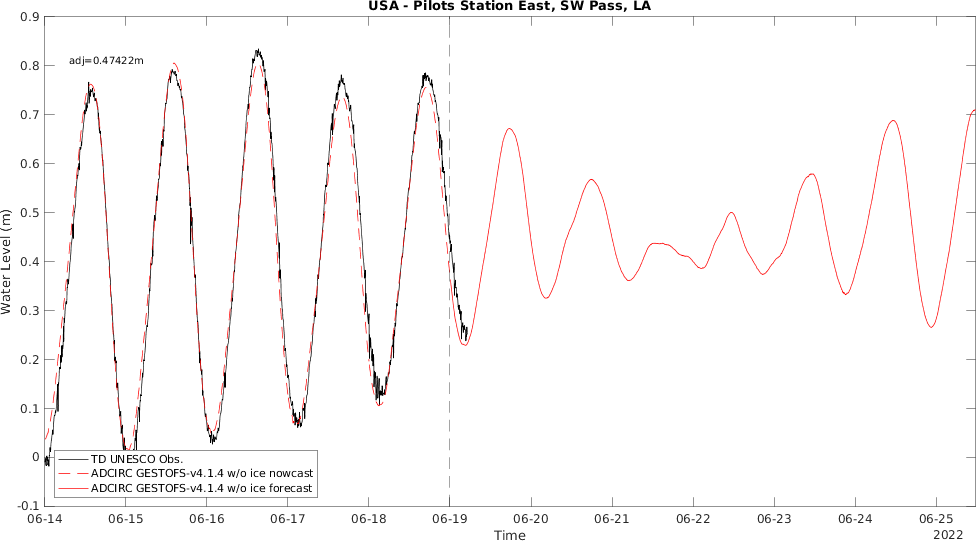 USA - Pilots Station East, SW Pass, LA
0.9
adj=0.47422m
0.8
0.7
0.6
0.5
0.4
0.3
0.2
0.1
0
-0.1
Water Level (m)
TD UNESCO Obs.
ADCIRC GESTOFS-v4.1.4 w/o ice nowcast
ADCIRC GESTOFS-v4.1.4 w/o ice forecast
06-14 06-15 06-16 06-17 06-18 06-19 06-20 06-21 06-22 06-23 06-24 06-25
Time
2022